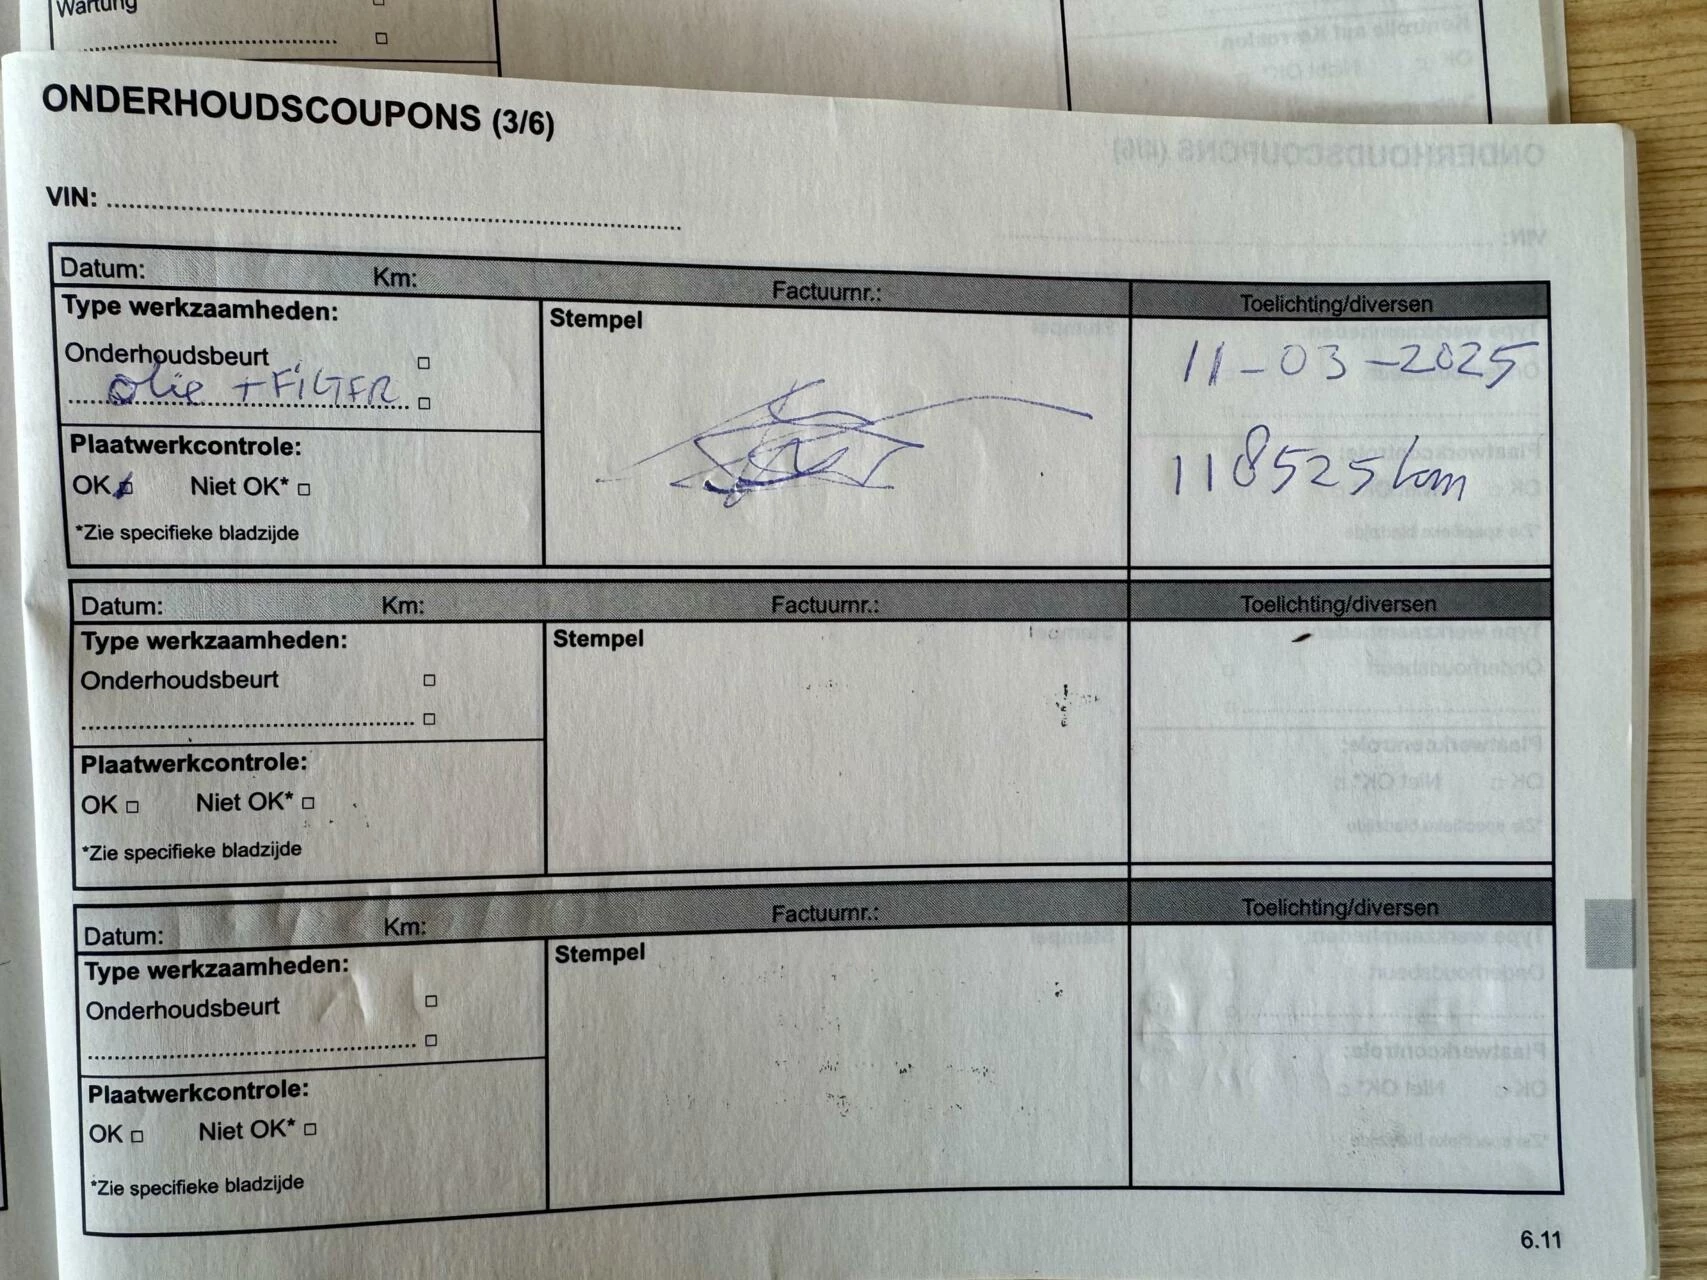 Wartung
ONDERHOUDSCOUPONS (3/6)
VIN:
Datum: Km: Factuurnr.: Toelichting/diversen
Type werkzaamheden:
Stempel
Onderhoudsbeurt
olie + FiLTER
11-03-2025
118525 km
Plaatwerkcontrole:
OK Niet OK*
*Zie specifieke bladzijde
Datum: Km: Factuurnr.: Toelichting/diversen
Type werkzaamheden:
Stempel
Onderhoudsbeurt
Plaatwerkcontrole:
OK Niet OK*
*Zie specifieke bladzijde
Datum: Km: Factuurnr.: Toelichting/diversen
Type werkzaamheden:
Stempel
Onderhoudsbeurt
Plaatwerkcontrole:
OK Niet OK*
*Zie specifieke bladzijde
6.11